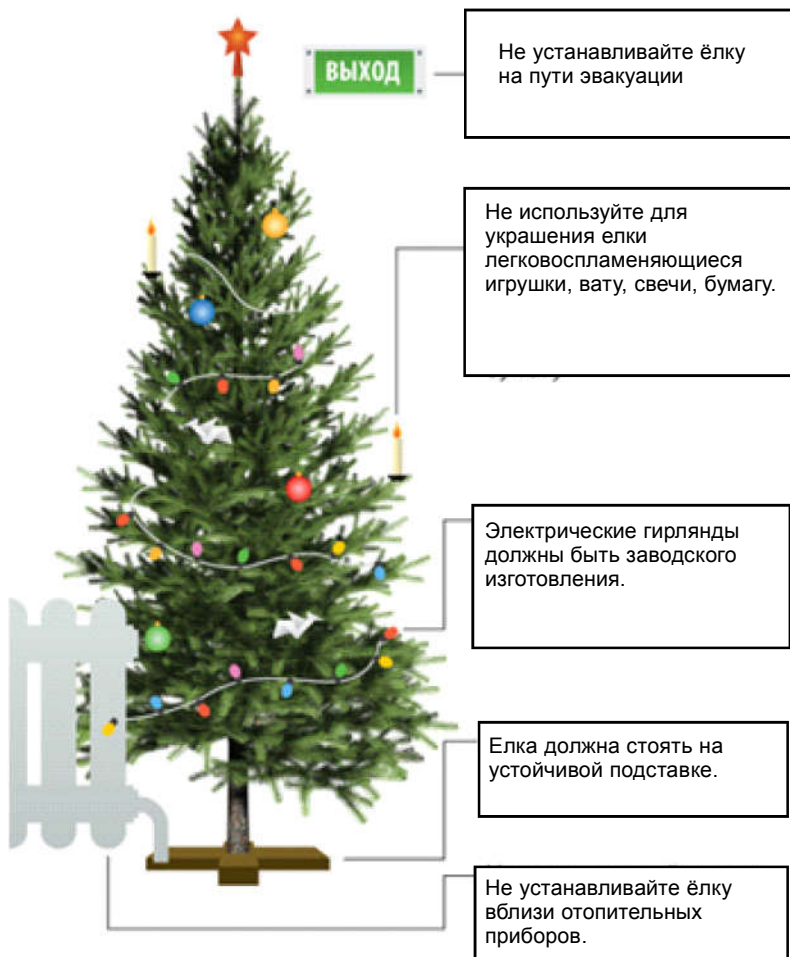 ВЫХОД
Не устанавливайте ёлку
на пути эвакуации
Не используйте для
украшения елки
легковоспламеняющиеся
игрушки, вату, свечи, бумагу.
Электрические гирлянды
должны быть заводского
изготовления.
Елка должна стоять на
устойчивой подставке.
Не устанавливайте ёлку
вблизи отопительных
приборов.